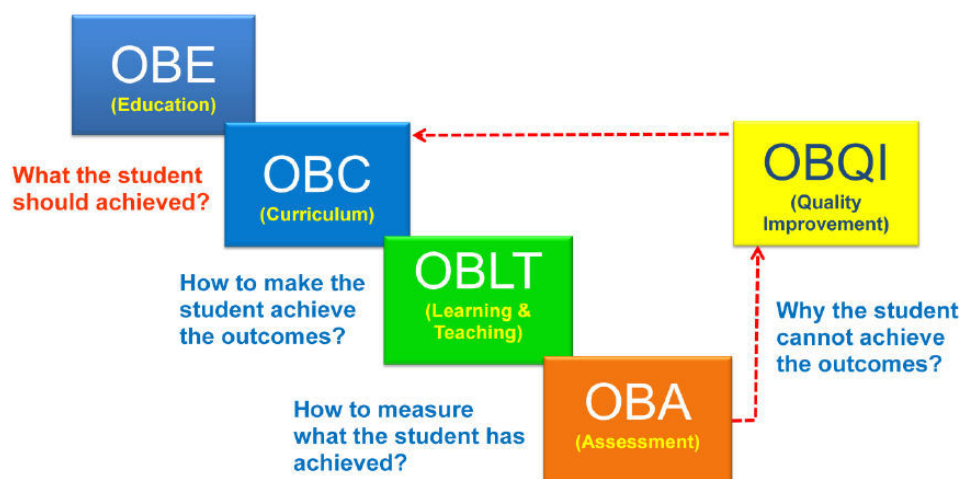 OBE
(Education)
What the student
should achieved?
OBC
(Curriculum)
OBQI
(Quality
Improvement)
How to make the
student achieve
the outcomes?
OBLT
(Learning &
Teaching)
Why the student
cannot achieve
the outcomes?
How to measure
what the student has
achieved?
OBA
(Assessment)